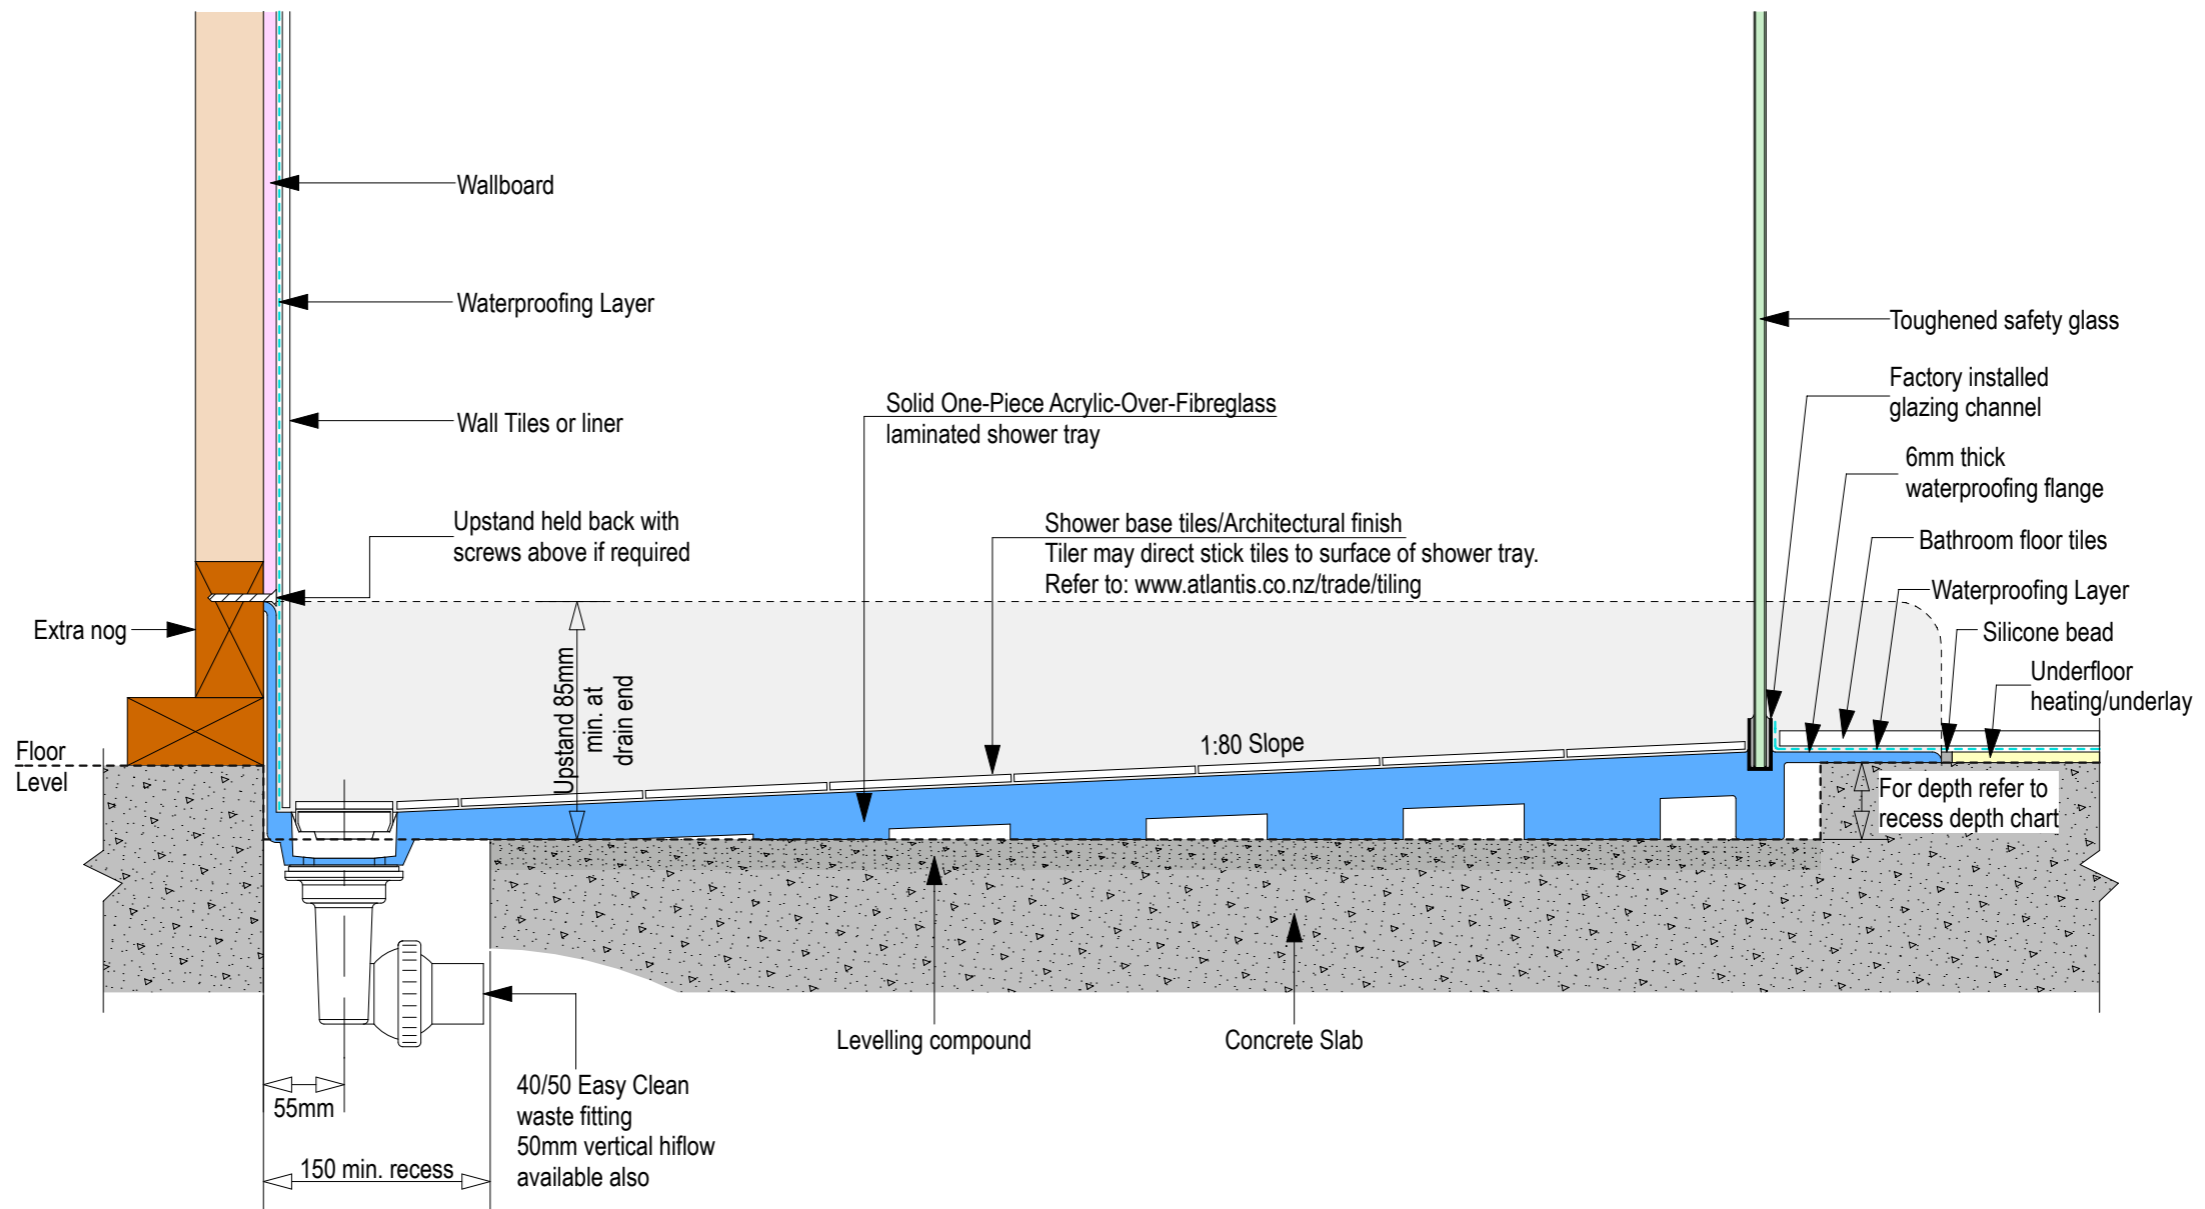 Wallboard
Waterproofing Layer
Toughened safety glass
Factory installed
glazing channel
Wall Tiles or liner
Solid One-Piece Acrylic-Over-Fibreglass
laminated shower tray
6mm thick
waterproofing flange
Upstand held back with
screws above if required
Shower base tiles/Architectural finish
Tiler may direct stick tiles to surface of shower tray.
Refer to: www.atlantis.co.nz/trade/tiling
Bathroom floor tiles
Waterproofing Layer
Extra nog
Silicone bead
Underfloor
heating/underlay
Upstand 85mm
min. at
drain end
1:80 Slope
Floor
Level
For depth refer to
recess depth chart
Levelling compound
Concrete Slab
55mm
40/50 Easy Clean
waste fitting
50mm vertical hiflow
available also
150 min. recess